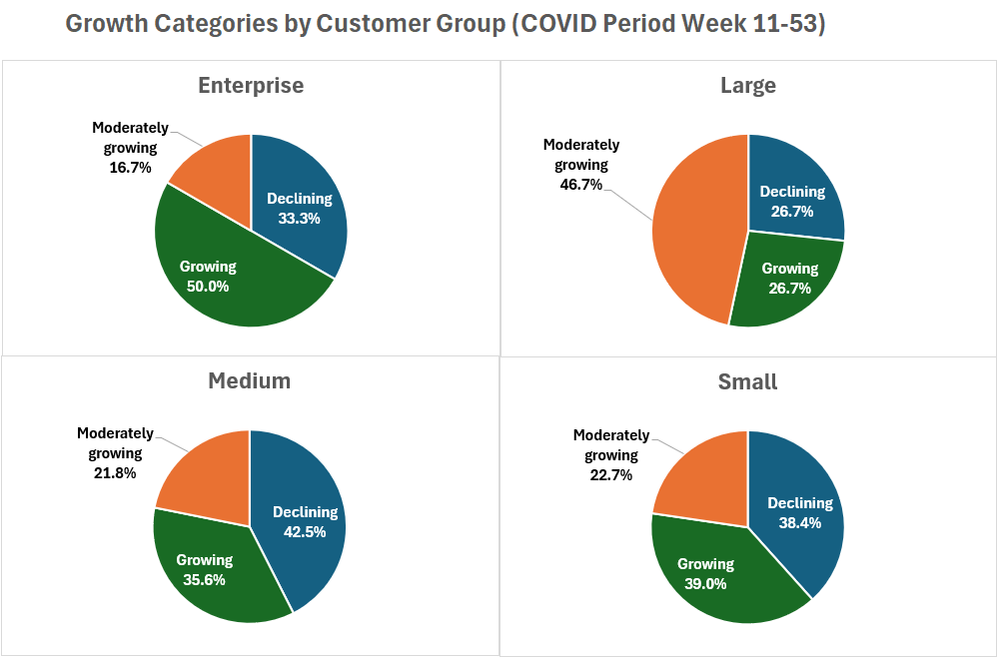 Growth Categories by Customer Group (COVID Period Week 11-53)
Enterprise
Moderately
growing
16.7%
Declining
33.3%
Growing
50.0%
Large
Moderately
growing
46.7%
Declining
26.7%
Growing
26.7%
Medium
Moderately
growing
21.8%
Declining
42.5%
Growing
35.6%
Small
Moderately
growing
22.7%
Declining
38.4%
Growing
39.0%